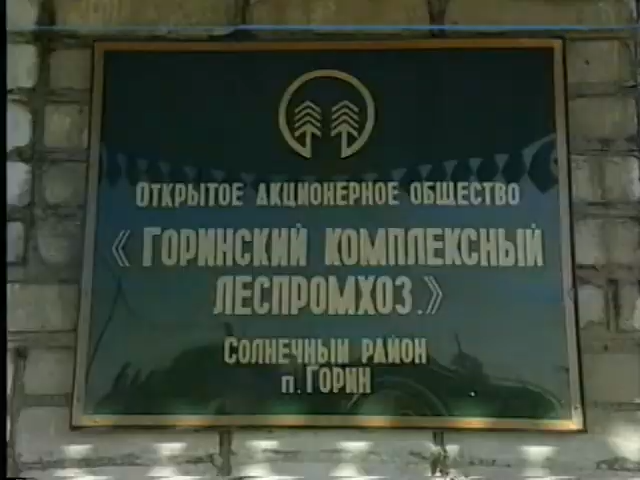 ОТКРЫТОЕ АКЦИОНЕРНОЕ ОБЩЕСТВО
« ГОРИНСКИЙ КОМПЛЕКСНЫЙ
ЛЕСПРОМХОЗ.»
СОЛНЕЧНЫЙ РАЙОН
п. ГОРИН